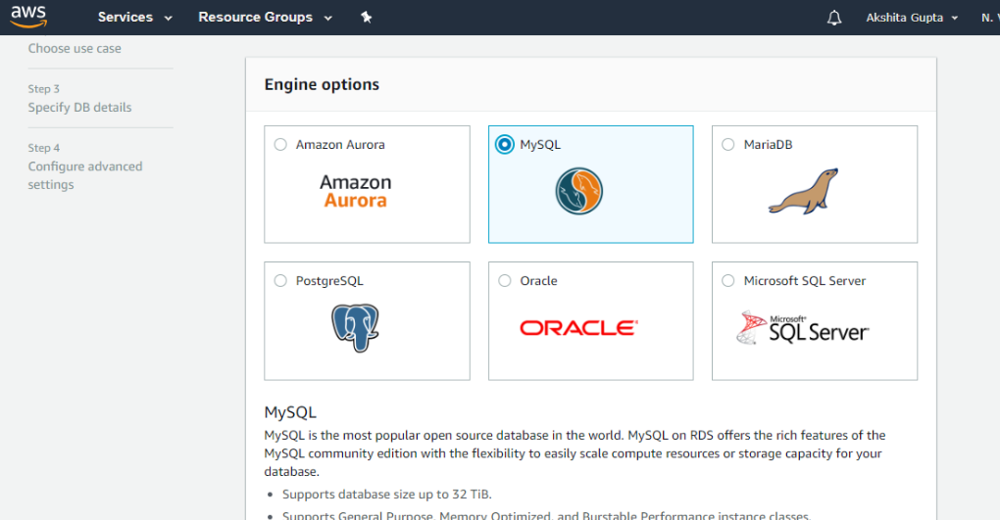 aws Services Resource Groups Akshita Gupta N.
Choose use case
Step 3
Specify DB details
Step 4
Configure advanced
settings
Engine options
Amazon Aurora
Amazon
Aurora
MySQL
MariaDB
PostgreSQL
Oracle
ORACLE
Microsoft SQL Server
Microsoft
SQL Server
MySQL
MySQL is the most popular open source database in the world. MySQL on RDS offers the rich features of the
MySQL community edition with the flexibility to easily scale compute resources or storage capacity for your
database.
• Supports database size up to 32 TiB.
• Supports General Purpose, Memory Optimized, and Burstable Performance instance classes.